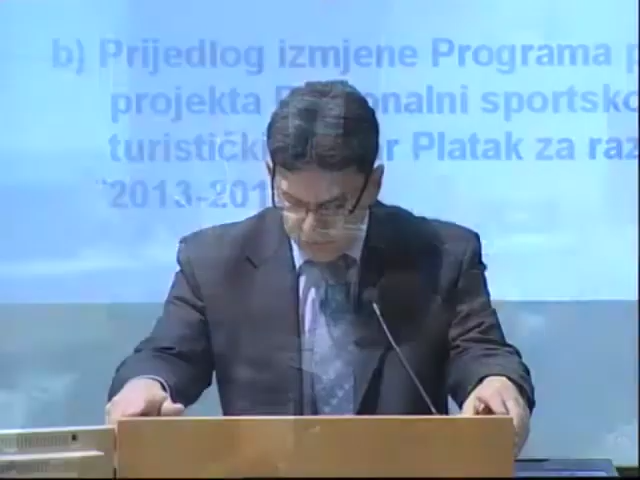 b) Prijedlog izmjene Programa
projekta onalni sportsko
turistički r Platak za raz
2013-201